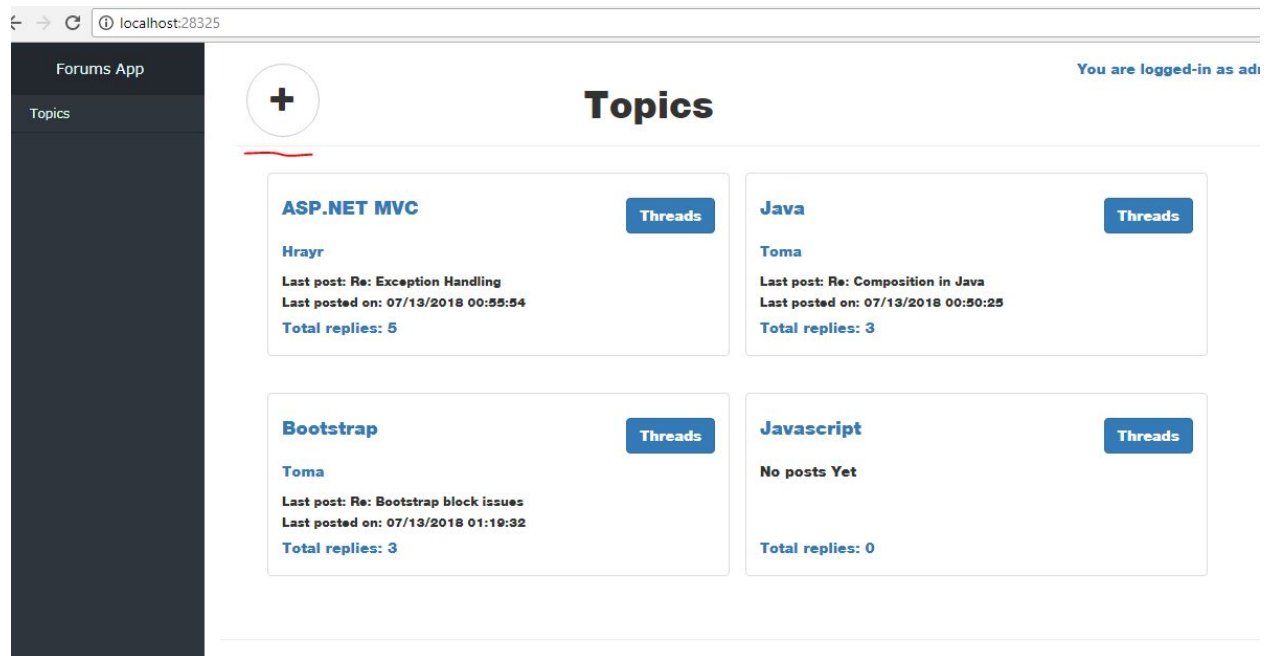 localhost:28325
Forums App
You are logged-in as
Topics
Topics
ASP.NET MVC
Threads
Hrayr
Last post: Re: Exception Handling
Last posted on: 07/13/2018 00:55:54
Total replies: 5
Java
Threads
Toma
Last post: Re: Composition in Java
Last posted on: 07/13/2018 00:50:25
Total replies: 3
Bootstrap
Threads
Toma
Last post: Re: Bootstrap block issues
Last posted on: 07/13/2018 01:19:32
Total replies: 3
Javascript
Threads
No posts Yet
Total replies: 0